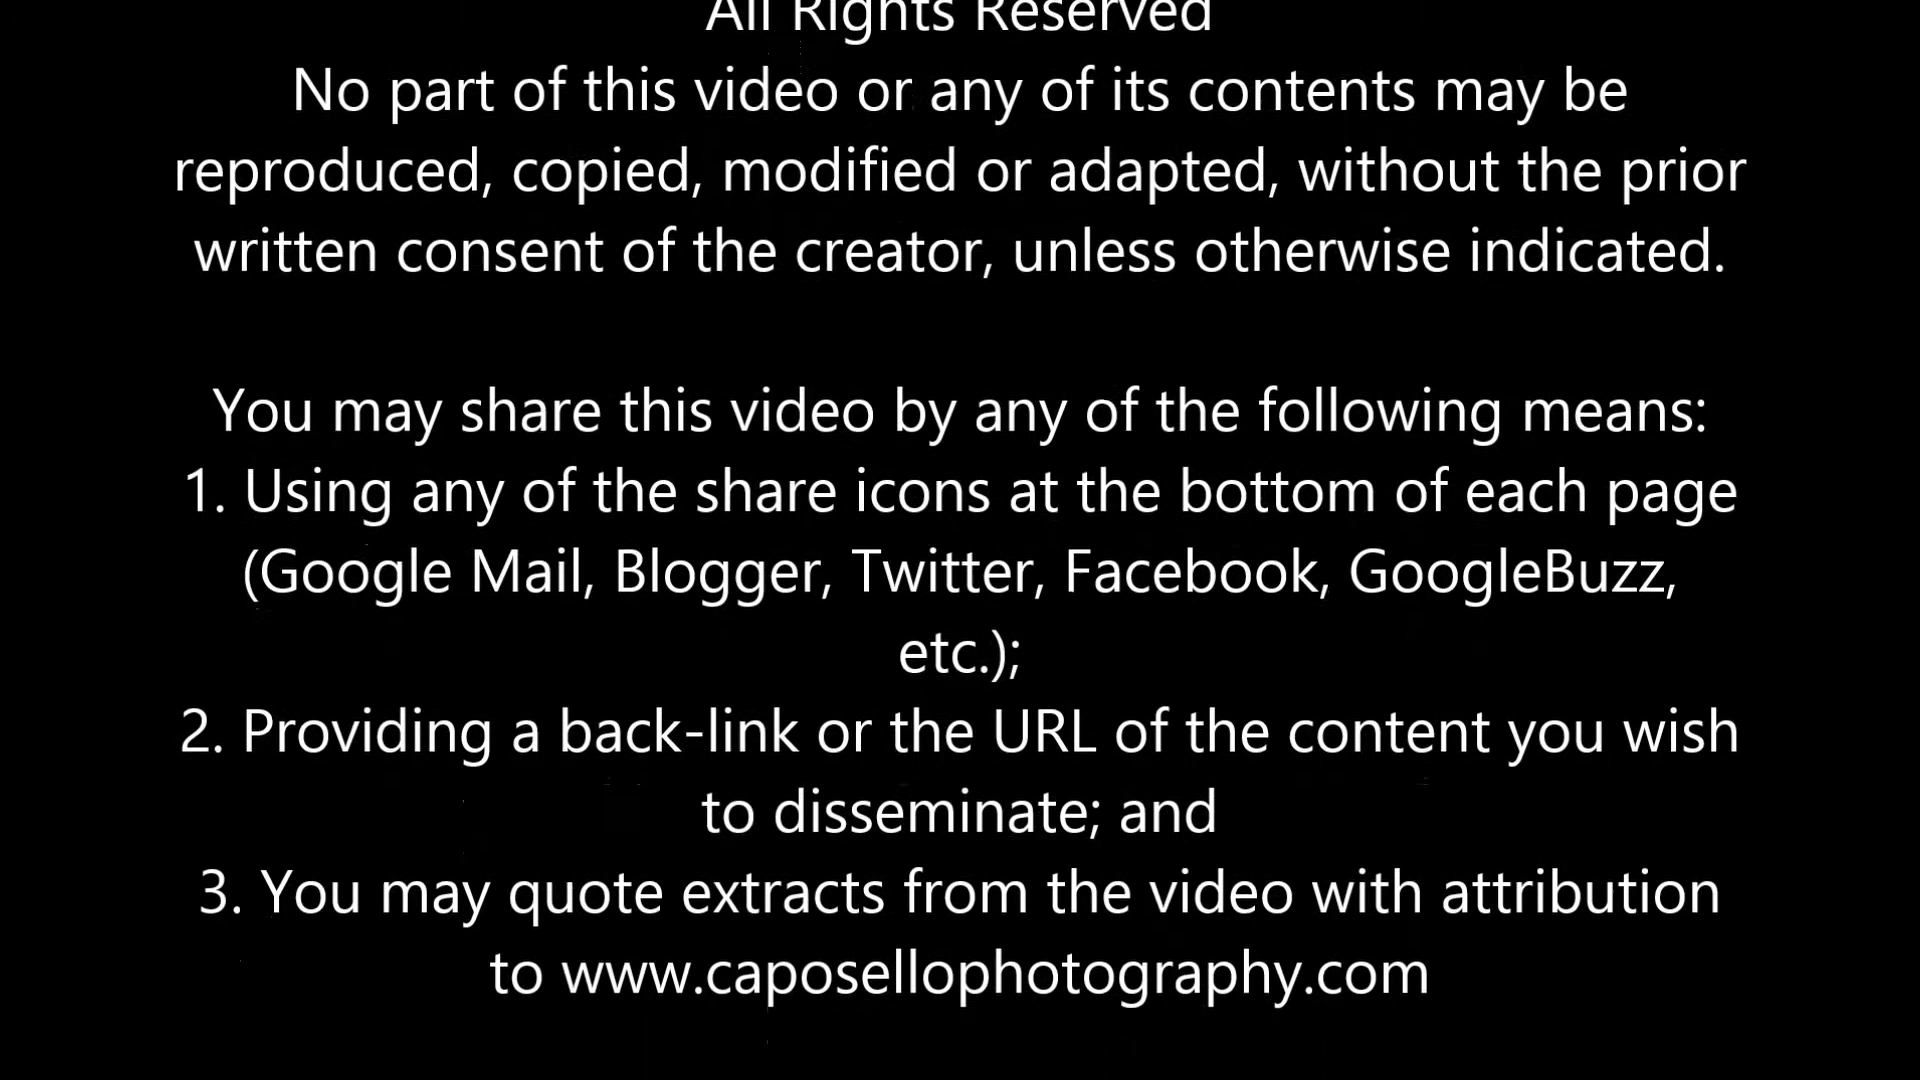 All Rights Reserved
No part of this video or any of its contents may be
reproduced, copied, modified or adapted, without the prior
written consent of the creator, unless otherwise indicated.
You may share this video by any of the following means:
1. Using any of the share icons at the bottom of each page
(Google Mail, Blogger, Twitter, Facebook, GoogleBuzz,
etc.);
2. Providing a back-link or the URL of the content you wish
to disseminate; and
3. You may quote extracts from the video with attribution
to www.caposellophotography.com